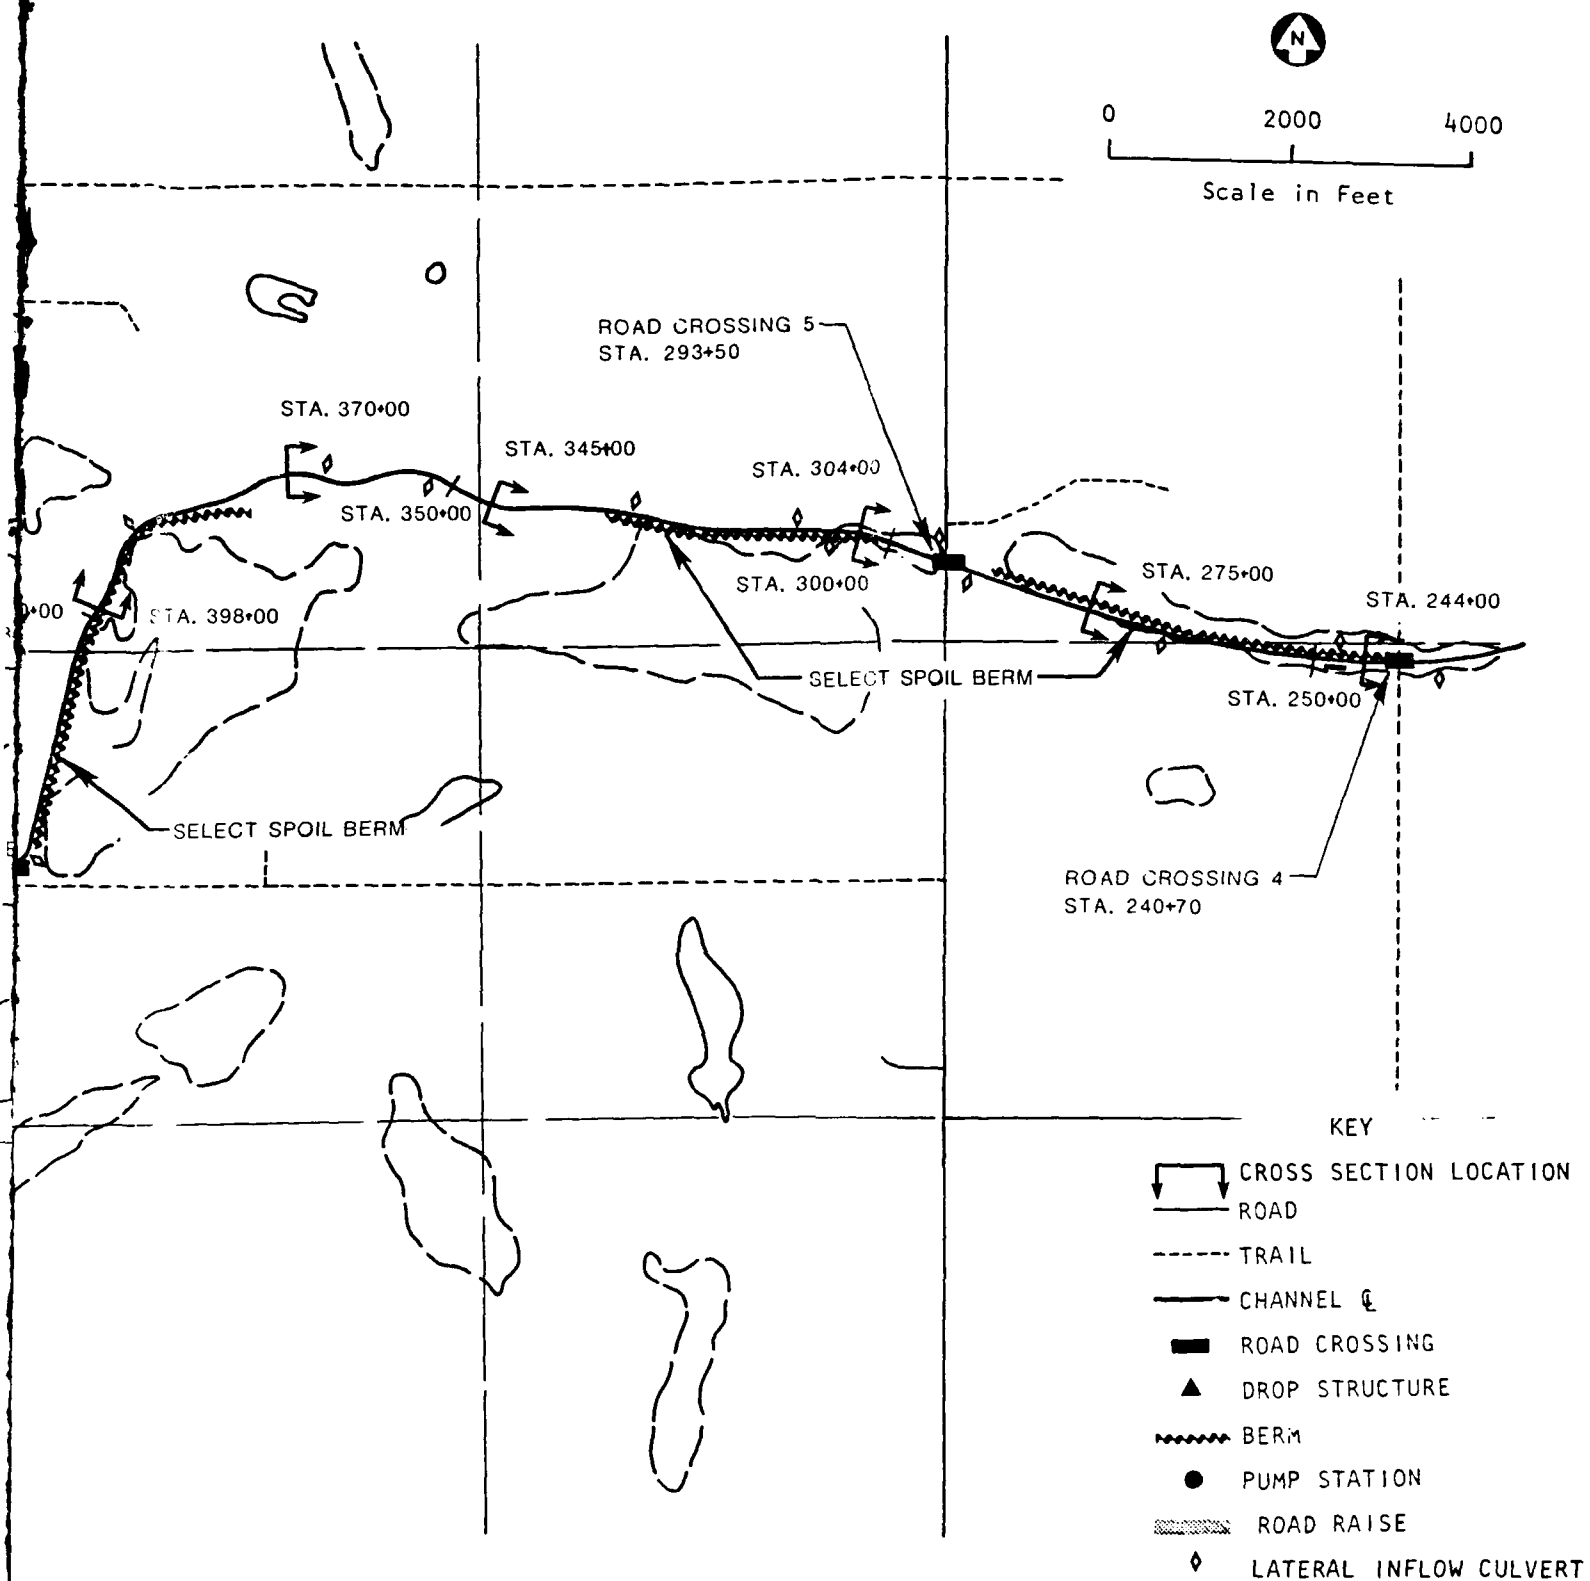 N
0 2000 4000
Scale in Feet
ROAD CROSSING 5
STA. 293+50
STA. 370+00
STA. 345+00
STA. 304+00
STA. 350+00
STA. 300+00
STA. 275+00
STA. 244+00
0+00
STA. 398+00
SELECT SPOIL BERM
STA. 250+00
SELECT SPOIL BERM
ROAD CROSSING 4
STA. 240+70
KEY
CROSS SECTION LOCATION
ROAD
TRAIL
CHANNEL ℄
ROAD CROSSING
DROP STRUCTURE
BERM
PUMP STATION
ROAD RAISE
LATERAL INFLOW CULVERT